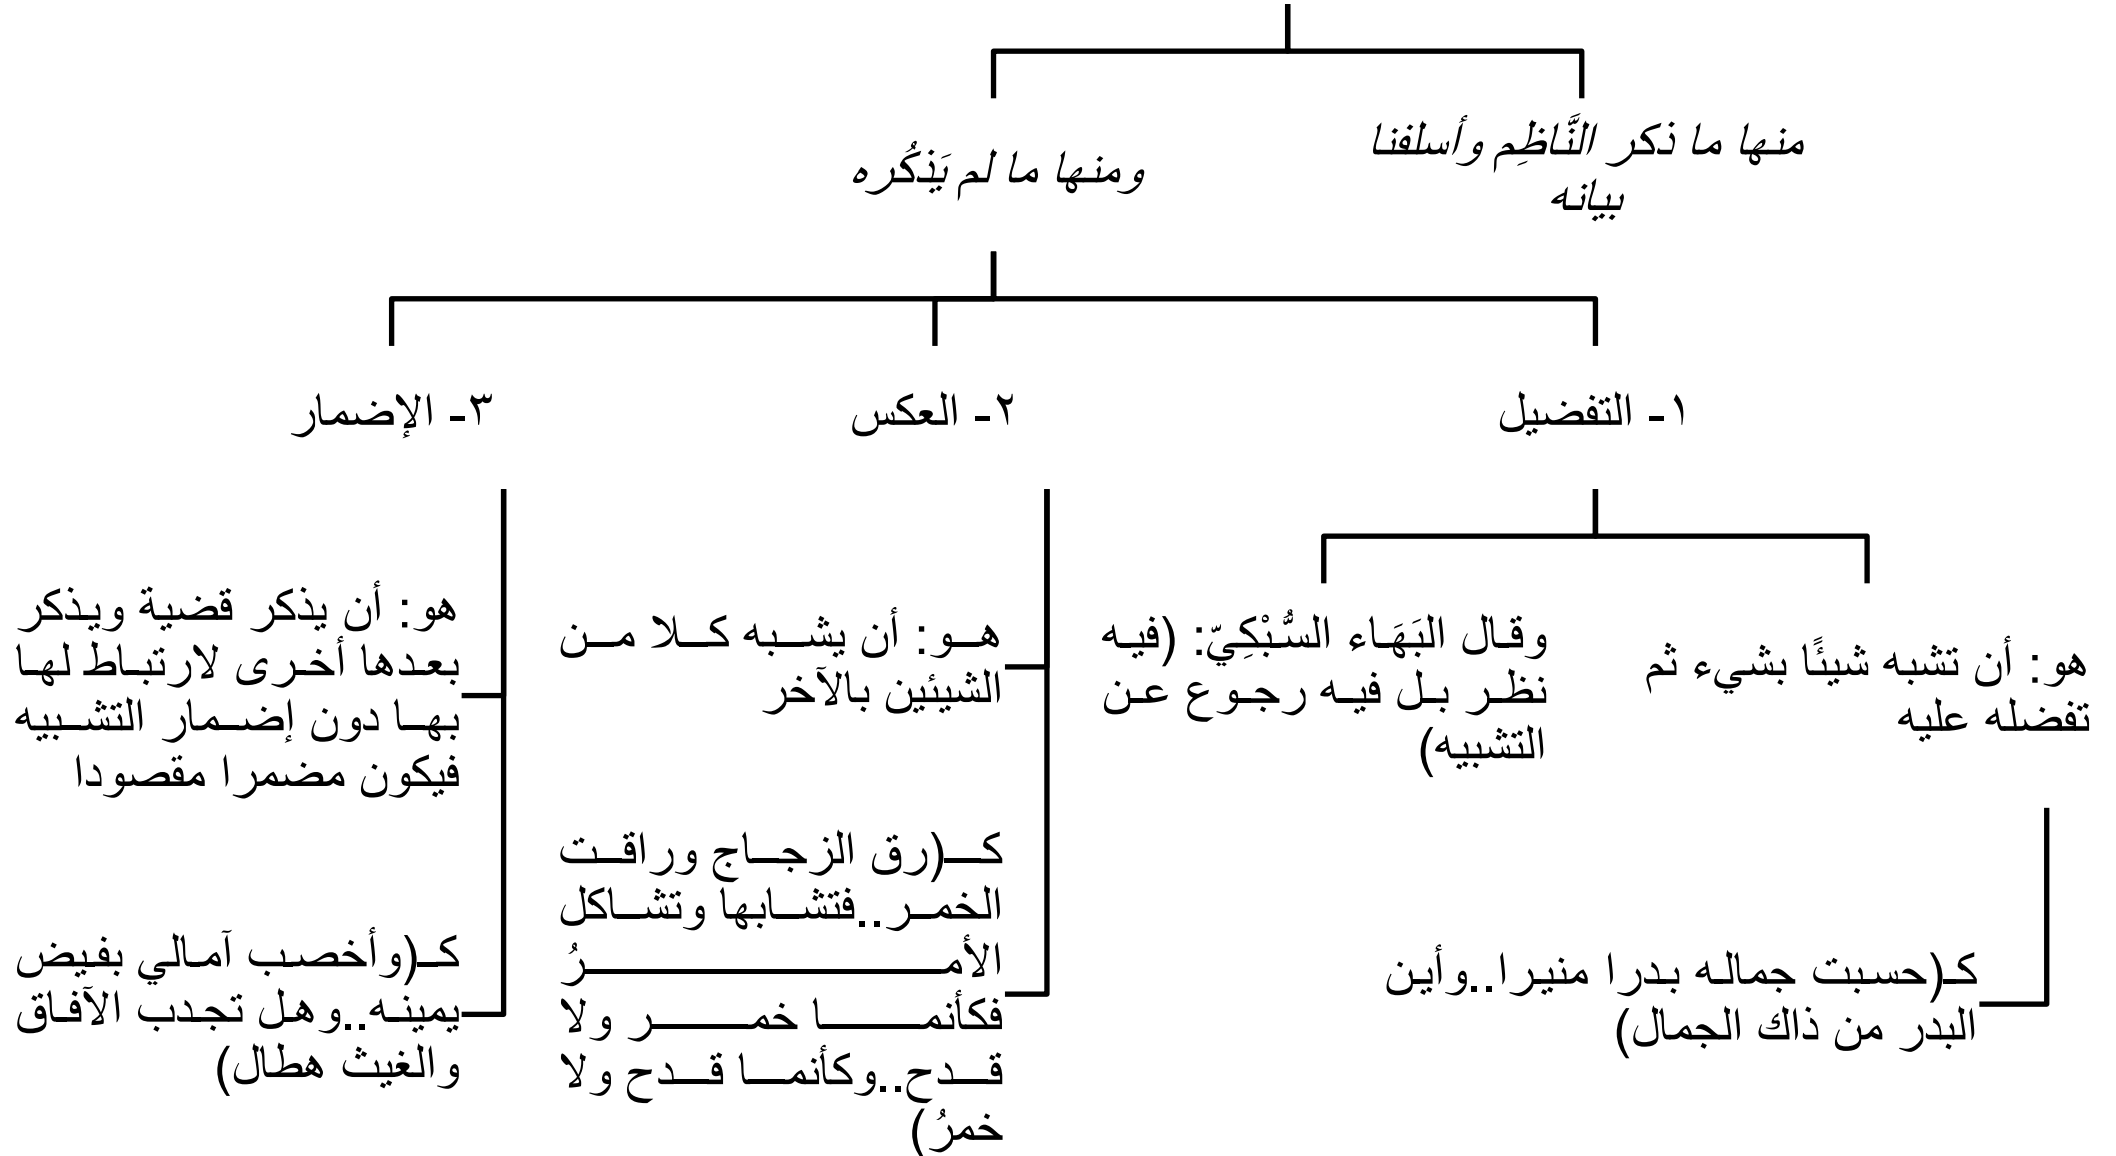 منها ما ذكر النَّاظِم وأسلفنا
بيانه
ومنها ما لم يَذكُره
١- التفضيل
هو: أن تشبه شيئًا بشيء ثم
تفضله عليه
كـ(حسبت جماله بدرا منيرا..وأين
البدر من ذاك الجمال)
وقال البَهَاء السُّبْكِيّ: (فيه
نظر بل فيه رجوع عن
التشبيه)
٢- العكس
هو: أن يشبه كلا من
الشيئين بالآخر
كـ(رق الزجاج وراقت
الخمر..فتشابها وتشاكل
الأمرُ
فكأنما خمر ولا
قدح..وكأنما قدح ولا
خمرُ)
٣- الإضمار
هو: أن يذكر قضية ويذكر
بعدها أخرى لارتباط لها
بها دون إضمار التشبيه
فيكون مضمرا مقصودا
كـ(وأخصب آمالي بفيض
يمينه..وهل تجدب الآفاق
والغيث هطال)